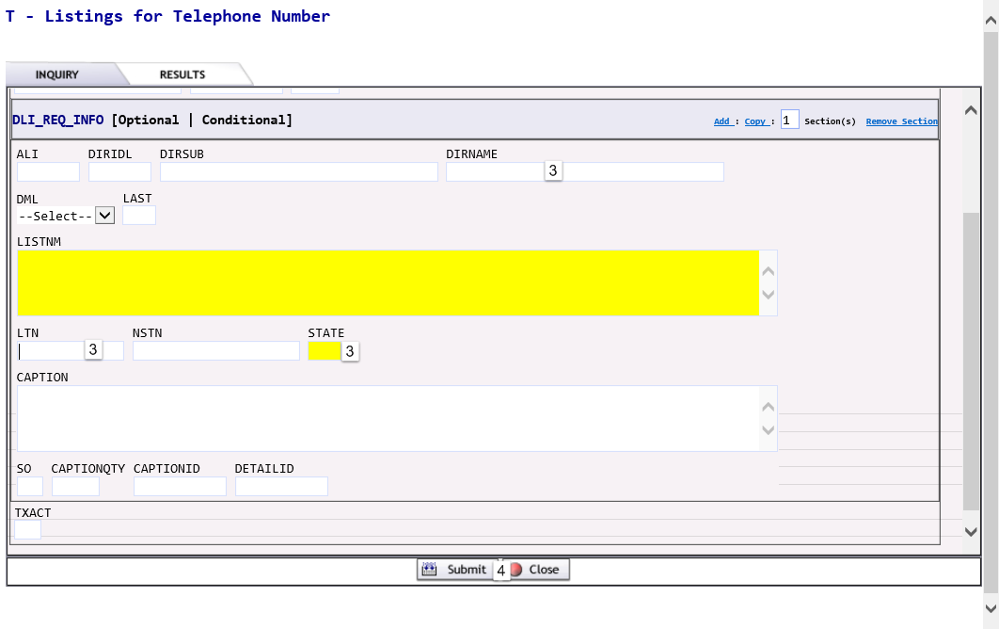 T - Listings for Telephone Number
INQUIRY RESULTS
DLI_REQ_INFO [Optional | Conditional] Add : Copy : 1 Section(s) Remove Section
ALI DIRIDL DIRSUB DIRNAME
3
DML LAST
--Select--
LISTNM
LTN NSTN STATE
3 3
CAPTION
SO CAPTIONQTY CAPTIONID DETAILID
TXACT
Submit 4 Close